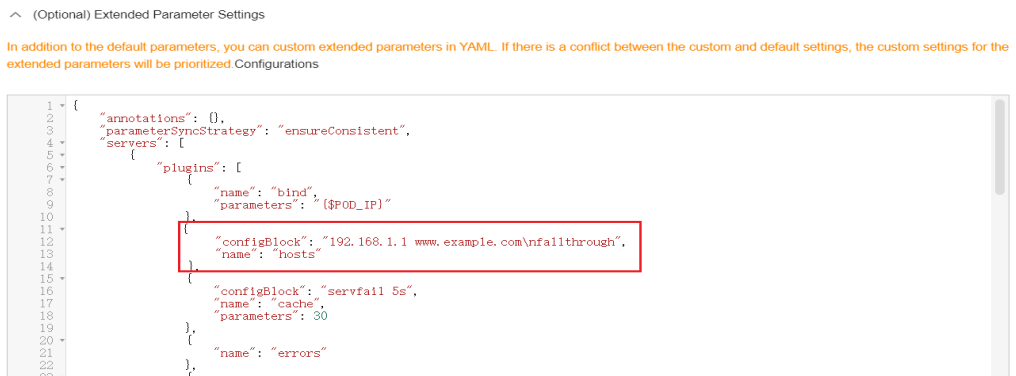 (Optional) Extended Parameter Settings
In addition to the default parameters, you can custom extended parameters in YAML. If there is a conflict between the custom and default settings, the custom settings for the
extended parameters will be prioritized.Configurations
1 {
2 "annotations": {},
3 "parameterSyncStrategy": "ensureConsistent",
4 "servers": [
5 {
6 "plugins": [
7 {
8 "name": "bind",
9 "parameters": "{$POD_IP}"
10 },
11 {
12 "configBlock": "192.168.1.1 www.example.com\nfallthrough",
13 "name": "hosts"
14 },
15 {
16 "configBlock": "servfail 5s",
17 "name": "cache",
18 "parameters": 30
19 },
20 {
21 "name": "errors"
22 },